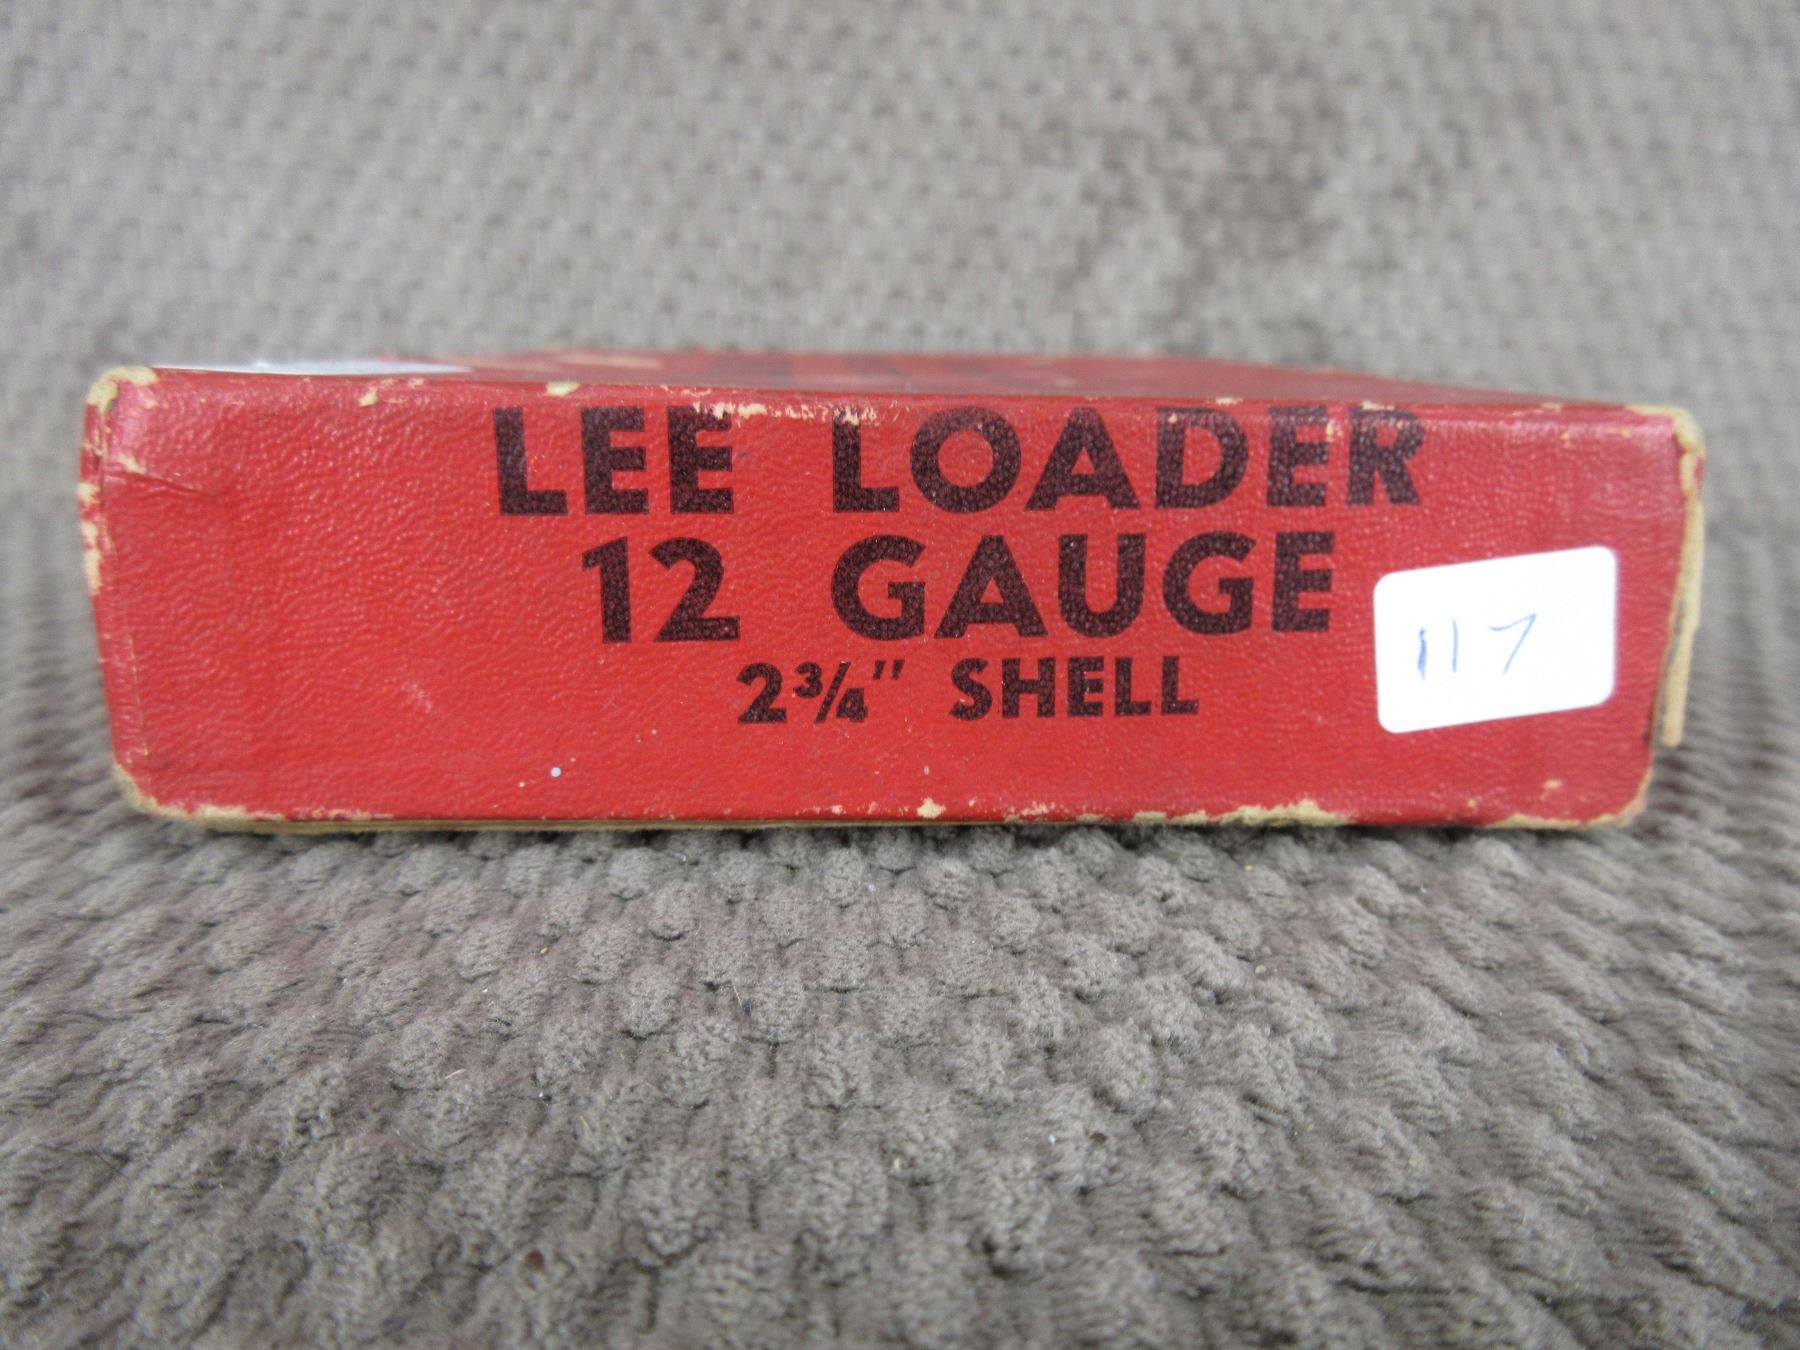 LEE LOADER
12 GAUGE
2¾" SHELL
117